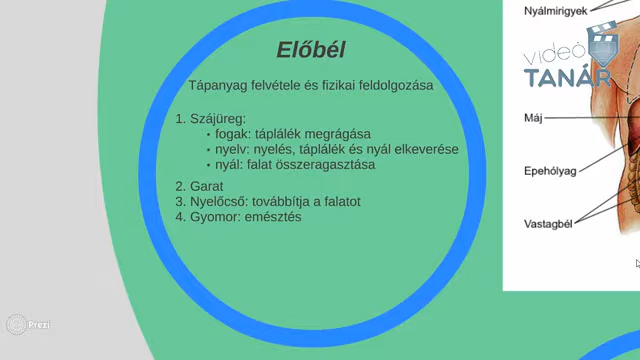 Előbél
Tápanyag felvétele és fizikai feldolgozása
1. Szájüreg:
• fogak: táplálék megrágása
• nyelv: nyelés, táplálék és nyál elkeverése
• nyál: falat összeragasztása
2. Garat
3. Nyelőcső: továbbítja a falatot
4. Gyomor: emésztés
Nyálmirigyek
videó
TANÁR
Máj
Epehólyag
Vastagbél
Prezi